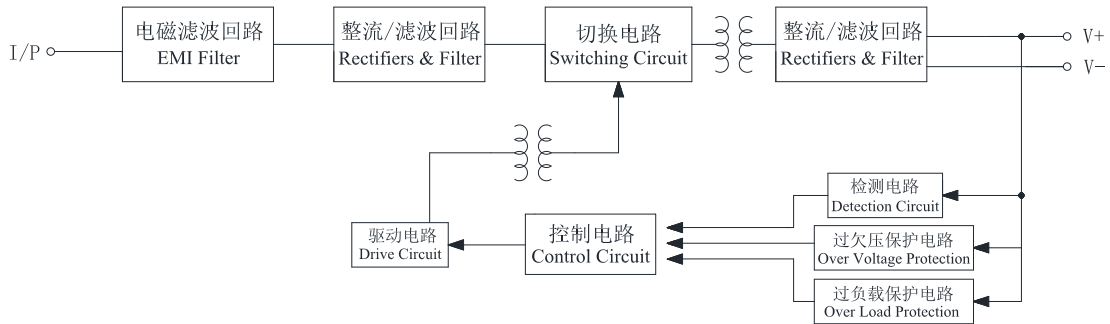 I/P
电磁滤波回路
EMI Filter
整流/滤波回路
Rectifiers & Filter
切换电路
Switching Circuit
整流/滤波回路
Rectifiers & Filter
V+
V-
检测电路
Detection Circuit
驱动电路
Drive Circuit
控制电路
Control Circuit
过欠压保护电路
Over Voltage Protection
过负载保护电路
Over Load Protection